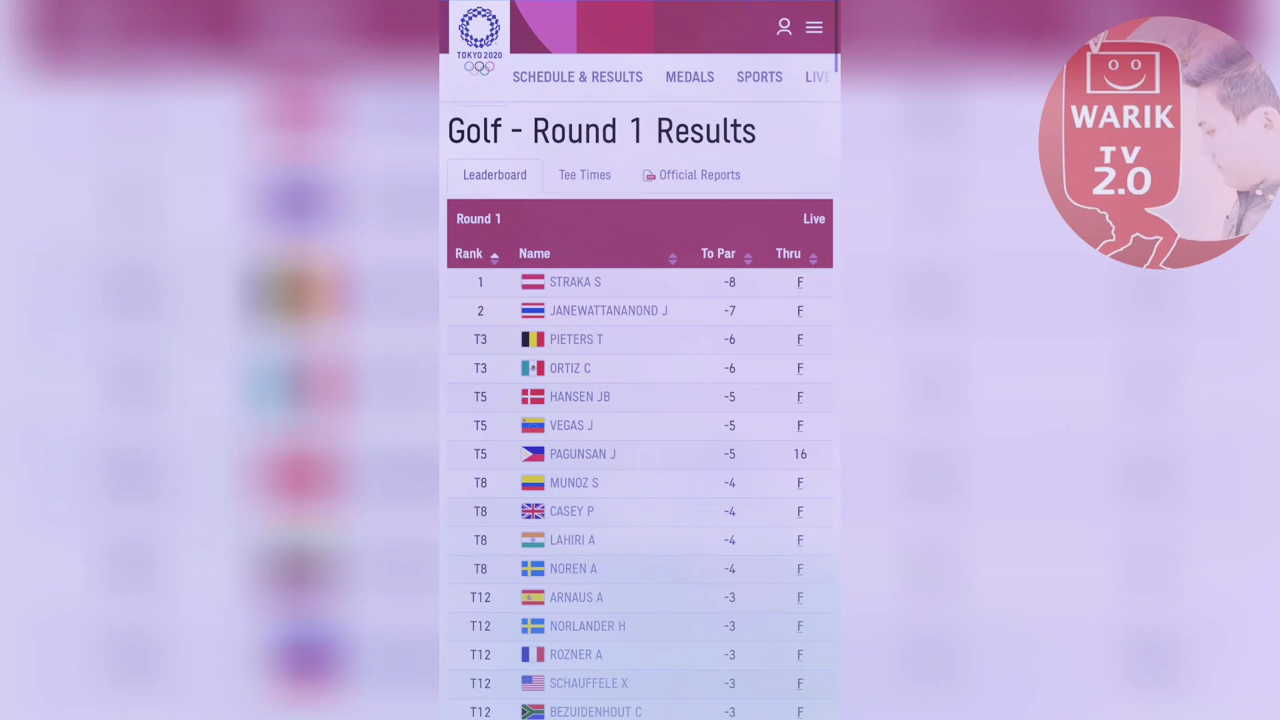 TOKYO 2020
SCHEDULE & RESULTS MEDALS SPORTS LIVE
Golf - Round 1 Results
Leaderboard Tee Times Official Reports
Round 1 Live
Rank Name To Par Thru
1 STRAKA S -8 F
2 JANEWATTANANOND J -7 F
T3 PIETERS T -6 F
T3 ORTIZ C -6 F
T5 HANSEN JB -5 F
T5 VEGAS J -5 F
T5 PAGUNSAN J -5 16
T8 MUNOZ S -4 F
T8 CASEY P -4 F
T8 LAHIRI A -4 F
T8 NOREN A -4 F
T12 ARNAUS A -3 F
T12 NORLANDER H -3 F
T12 ROZNER A -3 F
T12 SCHAUFFELE X -3 F
T12 BEZUIDENHOUT C -3 F
WARIK
TV
2.0